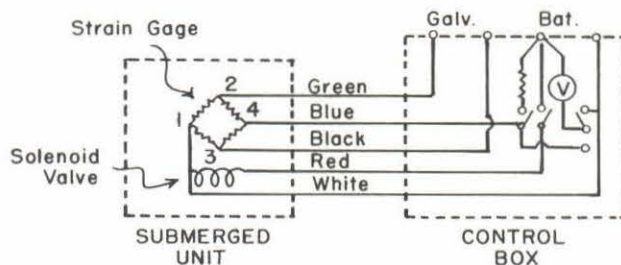 Galv. Bat.
Strain Gage
2
Green
V
1
4
Blue
3
Black
Solenoid
Valve
Red
White
SUBMERGED
UNIT
CONTROL
BOX